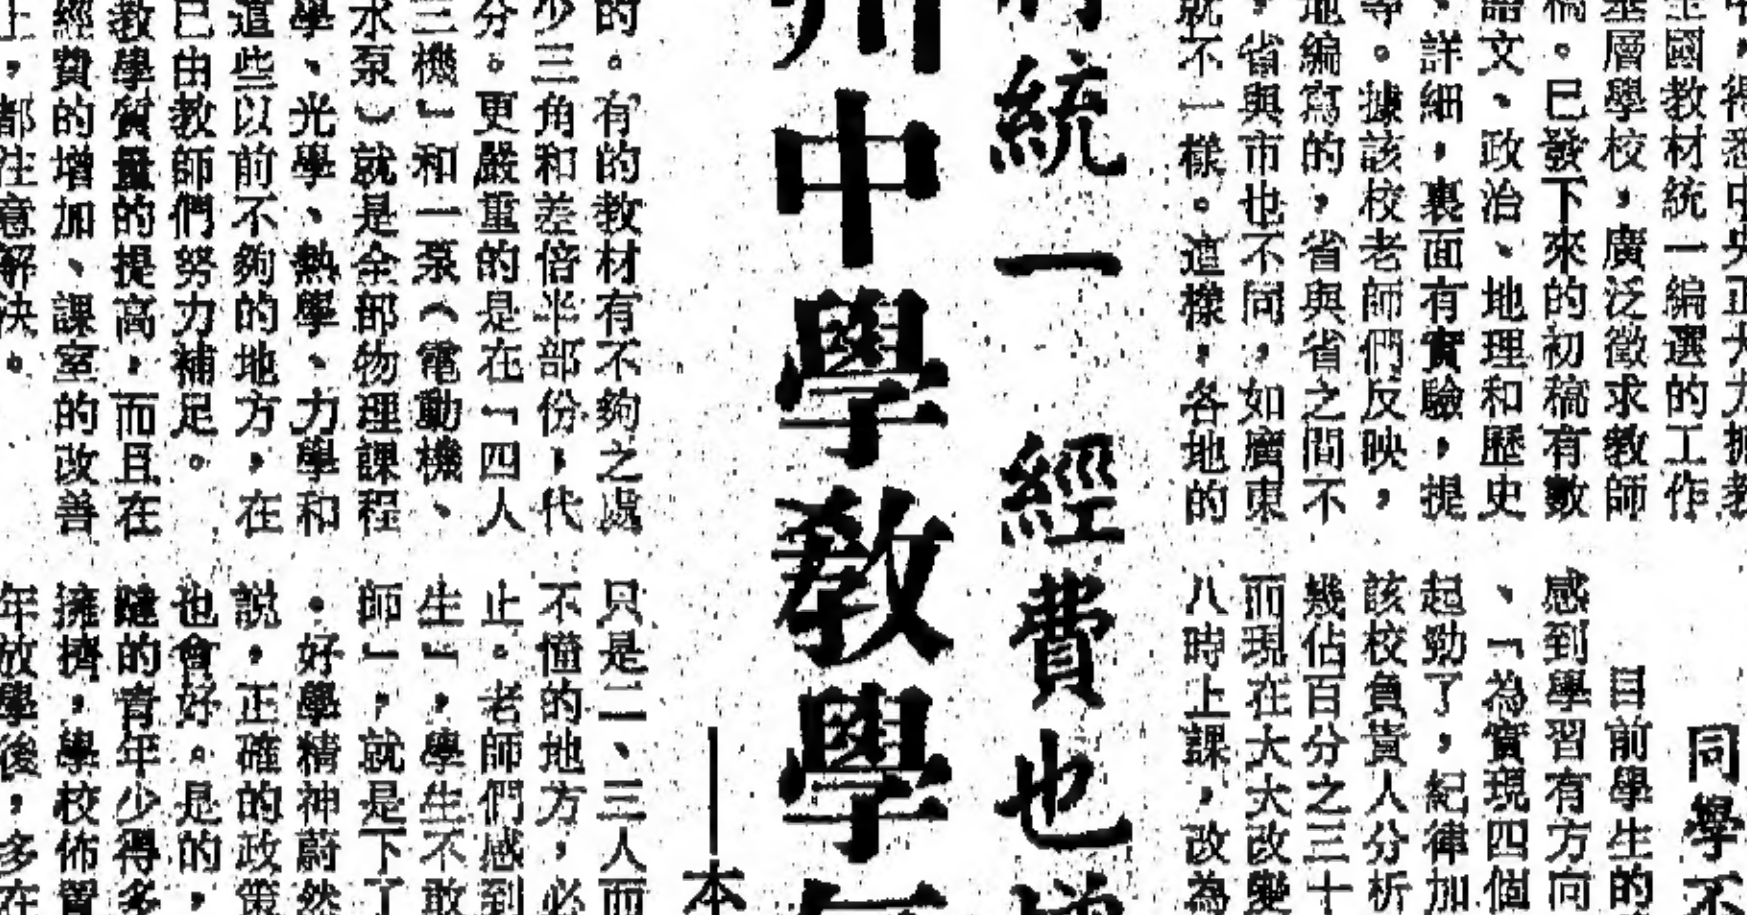 中，得悉中央正大力抓教
全國教材統一編選的工作
基層學校，廣泛徵求教師
稿。已發下來的初稿有數
語文、政治、地理和歷史
、詳細，裏面有實驗，提
等。據該校老師們反映，
地編寫的，省與省之間不
，省與市也不同，如廣東
就不一樣。這樣，各地的
同學不
目前學生的
感到學習有方向
、「為實現四個
起勁了，紀律加
該校負責人分析
幾佔百分之三十
而現在大大改變
八時上課，改為
統一 經費也增
州中學教學
——本
的。有的教材有不夠之處
少三角和差倍半部份，代
分。更嚴重的是在「四人
三機」和一泵（電動機、
水泵）就是全部物理課程
學、光學、熱學、力學和
這些以前不夠的地方，在
已由教師們努力補足。
教學質量的提高，而且在
經費的增加、課室的改善
上，都注意解決。
只是二、三人而
不懂的地方，必
止。老師們感到
生」，學生不敢
師」，就是下了
。好學精神蔚然
說，正確的政策
也會好。是的，
的青年少得多
擁擠，學校佈置
年放學後，多在